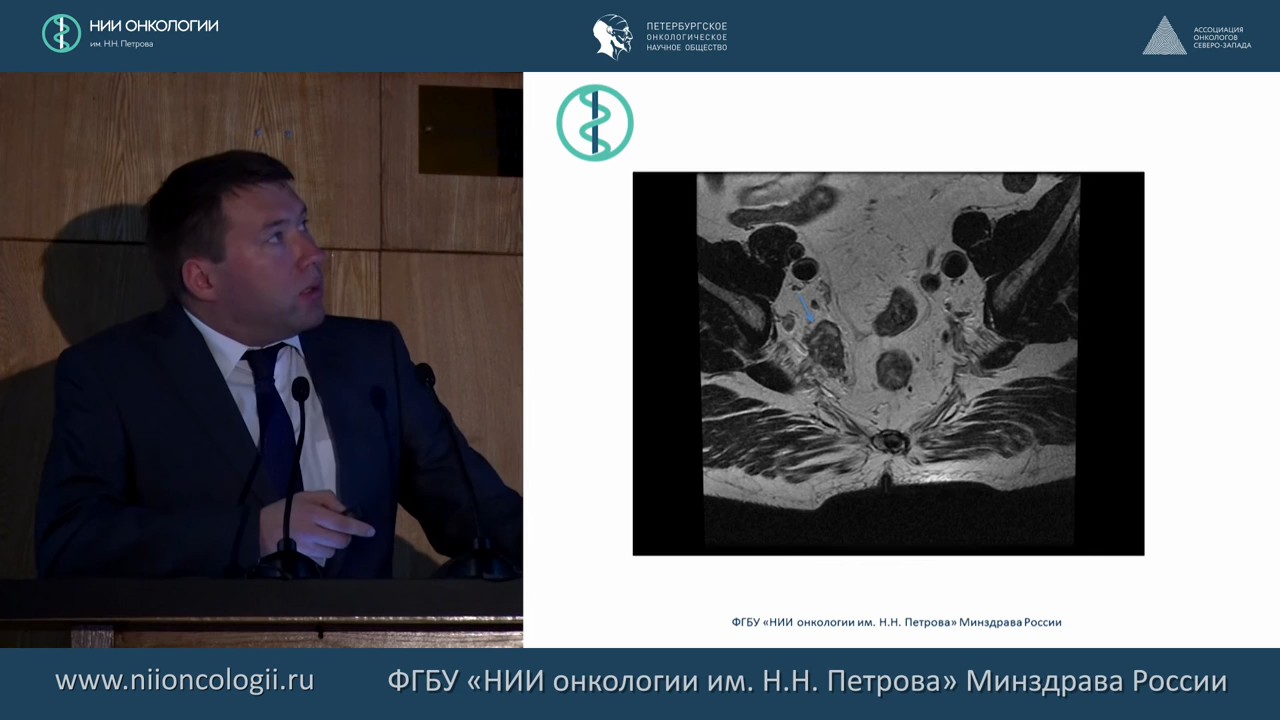 НИИ ОНКОЛОГИИ
им. Н.Н. Петрова
ПЕТЕРБУРГСКОЕ
ОНКОЛОГИЧЕСКОЕ
НАУЧНОЕ ОБЩЕСТВО
АССОЦИАЦИЯ
ОНКОЛОГОВ
СЕВЕРО-ЗАПАДА
ФГБУ «НИИ онкологии им. Н.Н. Петрова» Минздрава России
www.niioncologii.ru
ФГБУ «НИИ онкологии им. Н.Н. Петрова» Минздрава России